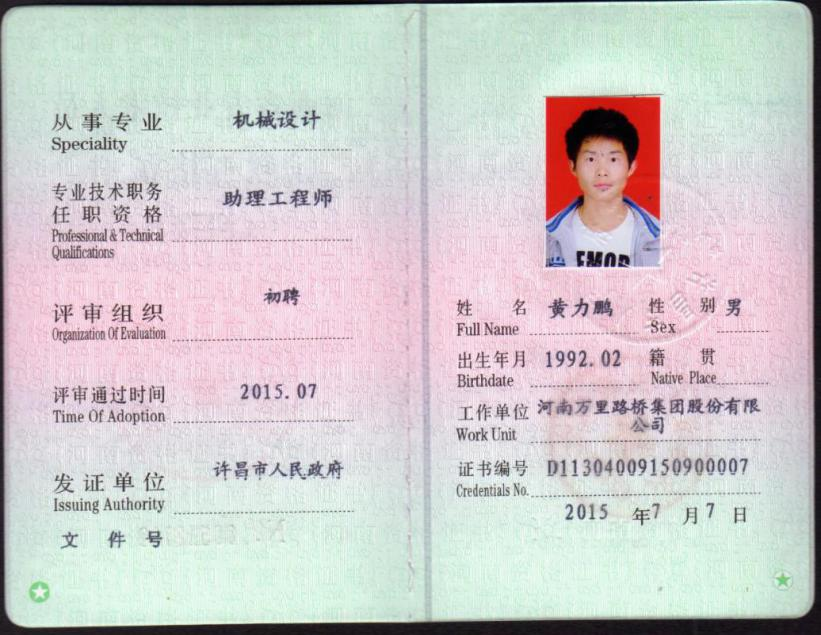 从事专业 机械设计
Speciality
专业技术职务 助理工程师
任职资格
Professional & Technical
Qualifications
评审组织 初聘
Organization Of Evaluation
评审通过时间 2015.07
Time Of Adoption
发证单位 许昌市人民政府
Issuing Authority
文件号
EMOR
姓名 黄力鹏 性别 男
Full Name Sex
出生年月 1992.02 籍贯
Birthdate Native Place
工作单位 河南万里路桥集团股份有限
公司
Work Unit
证书编号 D11304009150900007
Credentials No.
2015 年 7 月 7 日